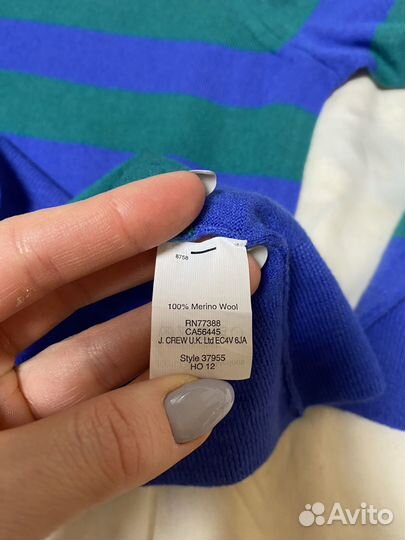 8758
100% Merino Wool
RN77388
CA56445
J. CREW U.K. Ltd EC4V 6JA
Style 37955
HO 12
Avito